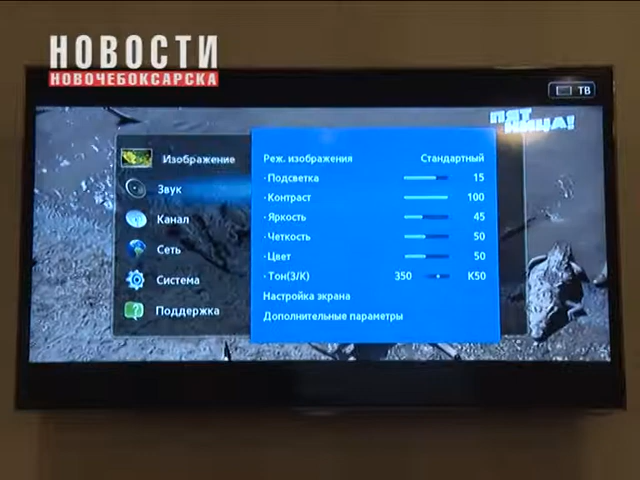 НОВОСТИ
НОВОЧЕБОКСАРСКА
ТВ
ПЯТНИЦА!
Изображение
Звук
Канал
Сеть
Система
Поддержка
Реж. изображения Стандартный
· Подсветка 15
· Контраст 100
· Яркость 45
· Четкость 50
· Цвет 50
· Тон(З/К) З50 К50
Настройка экрана
Дополнительные параметры